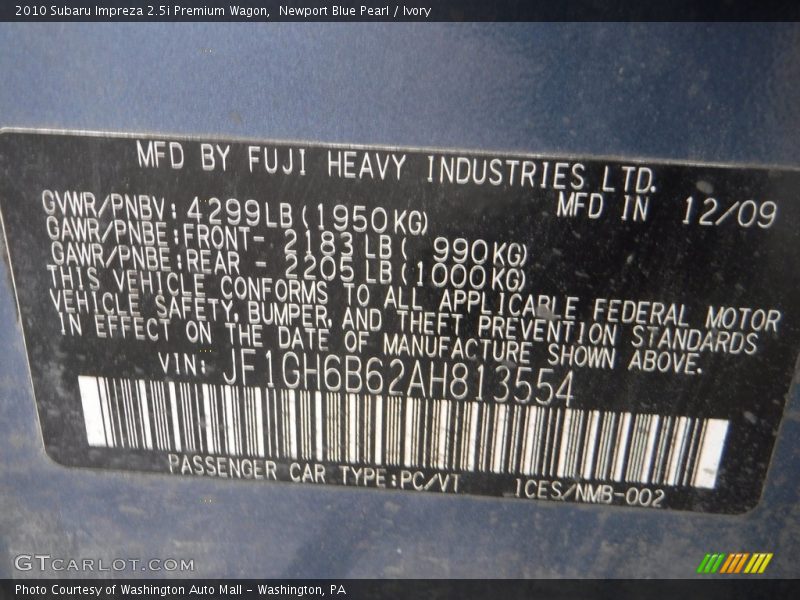 2010 Subaru Impreza 2.5i Premium Wagon,  Newport Blue Pearl / Ivory
MFD BY FUJI HEAVY INDUSTRIES LTD.
MFD IN 12/09
GVWR/PNBV: 4299LB (1950KG)
GAWR/PNBE:FRONT- 2183LB ( 990KG)
GAWR/PNBE:REAR - 2205LB (1000KG)
THIS VEHICLE CONFORMS TO ALL APPLICABLE FEDERAL MOTOR
VEHICLE SAFETY, BUMPER, AND THEFT PREVENTION STANDARDS
IN EFFECT ON THE DATE OF MANUFACTURE SHOWN ABOVE.
VIN: JF1GH6B62AH813554
PASSENGER CAR TYPE:PC/VT
ICES/NMB-002
GTCARLOT.COM
Photo Courtesy of Washington Auto Mall - Washington, PA